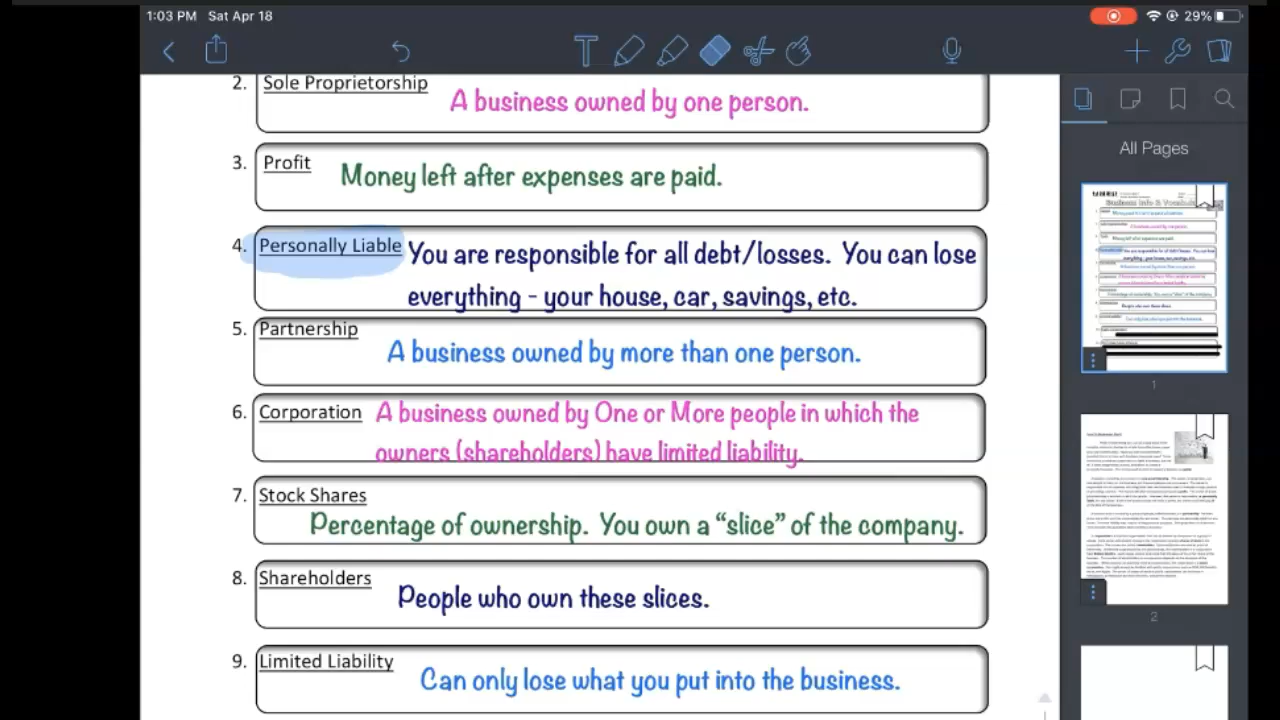 1:03 PM Sat Apr 18
29%
2. Sole Proprietorship
A business owned by one person.
3. Profit
Money left after expenses are paid.
4. Personally Liable
are responsible for all debt/losses. You can lose
everything - your house, car, savings, etc.
5. Partnership
A business owned by more than one person.
6. Corporation A business owned by One or More people in which the
(shareholders) have limited liability.
7. Stock Shares
Percentage of ownership. You own a "slice" of the company.
8. Shareholders
People who own these slices.
9. Limited Liability
Can only lose what you put into the business.
All Pages
1
2